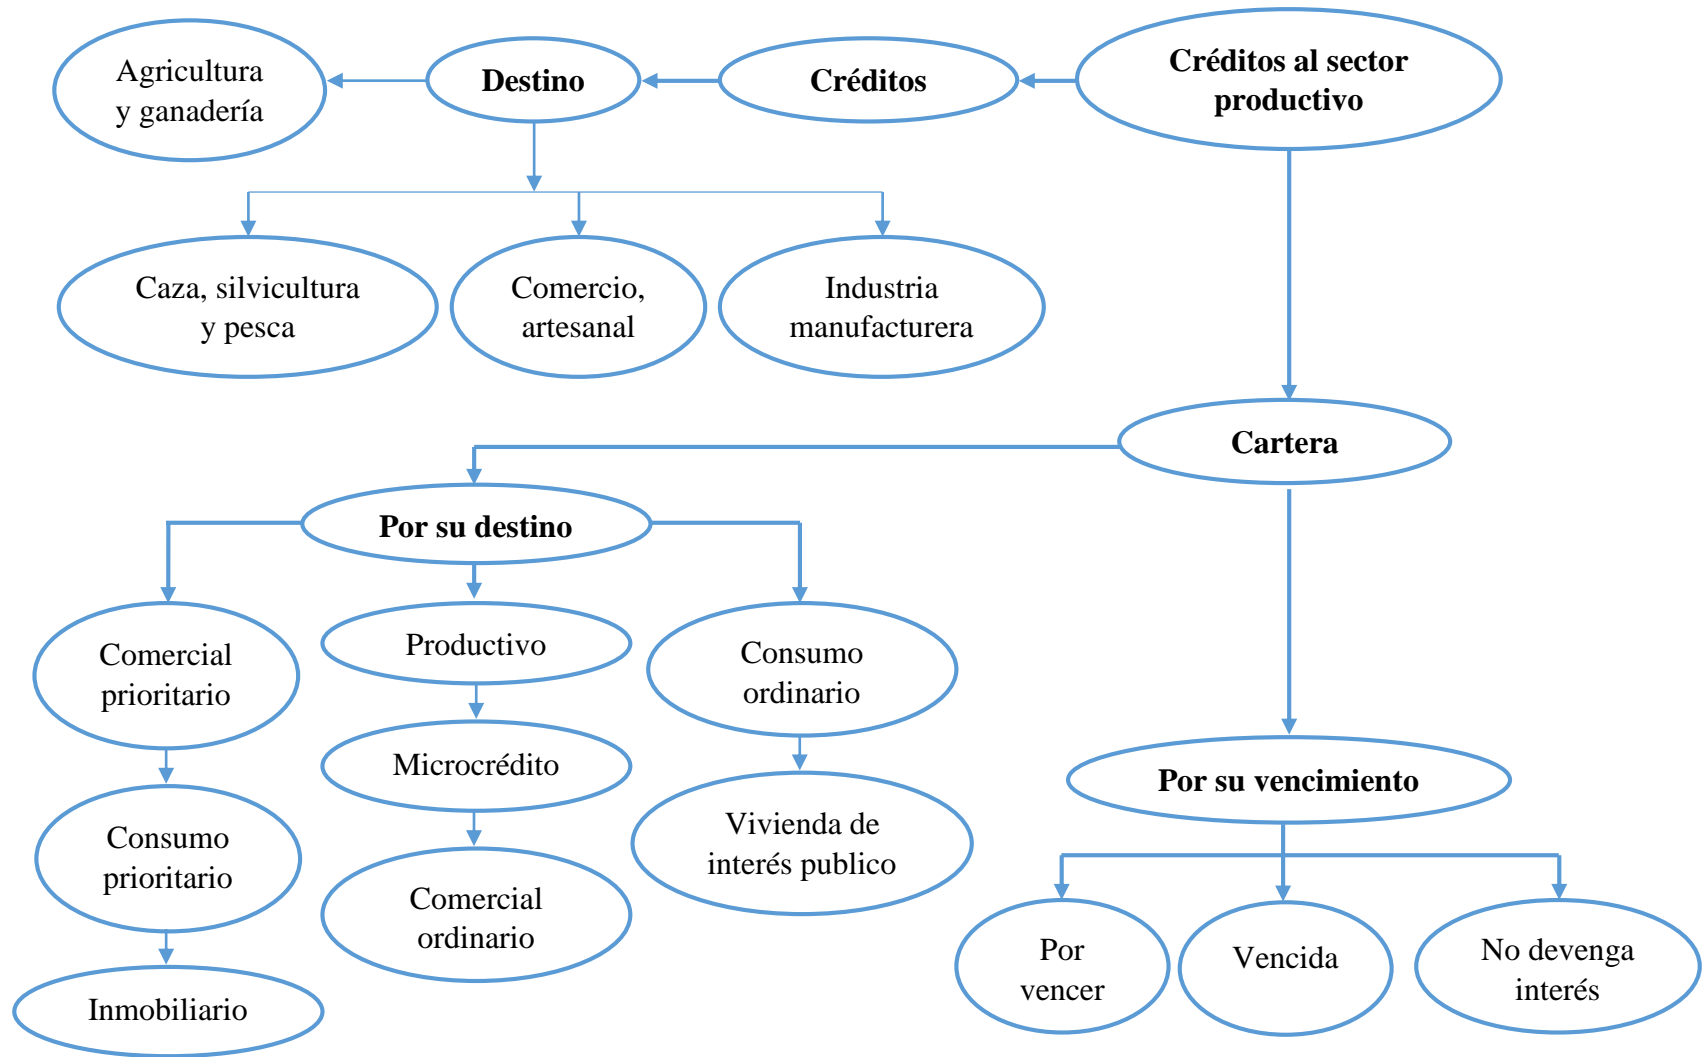 Agricultura
y ganadería
Destino
Créditos
Créditos al sector
productivo
Caza, silvicultura
y pesca
Comercio,
artesanal
Industria
manufacturera
Cartera
Por su destino
Comercial
prioritario
Productivo
Consumo
ordinario
Microcrédito
Por su vencimiento
Consumo
prioritario
Vivienda de
interés publico
Comercial
ordinario
Por
vencer
Vencida
No devenga
interés
Inmobiliario